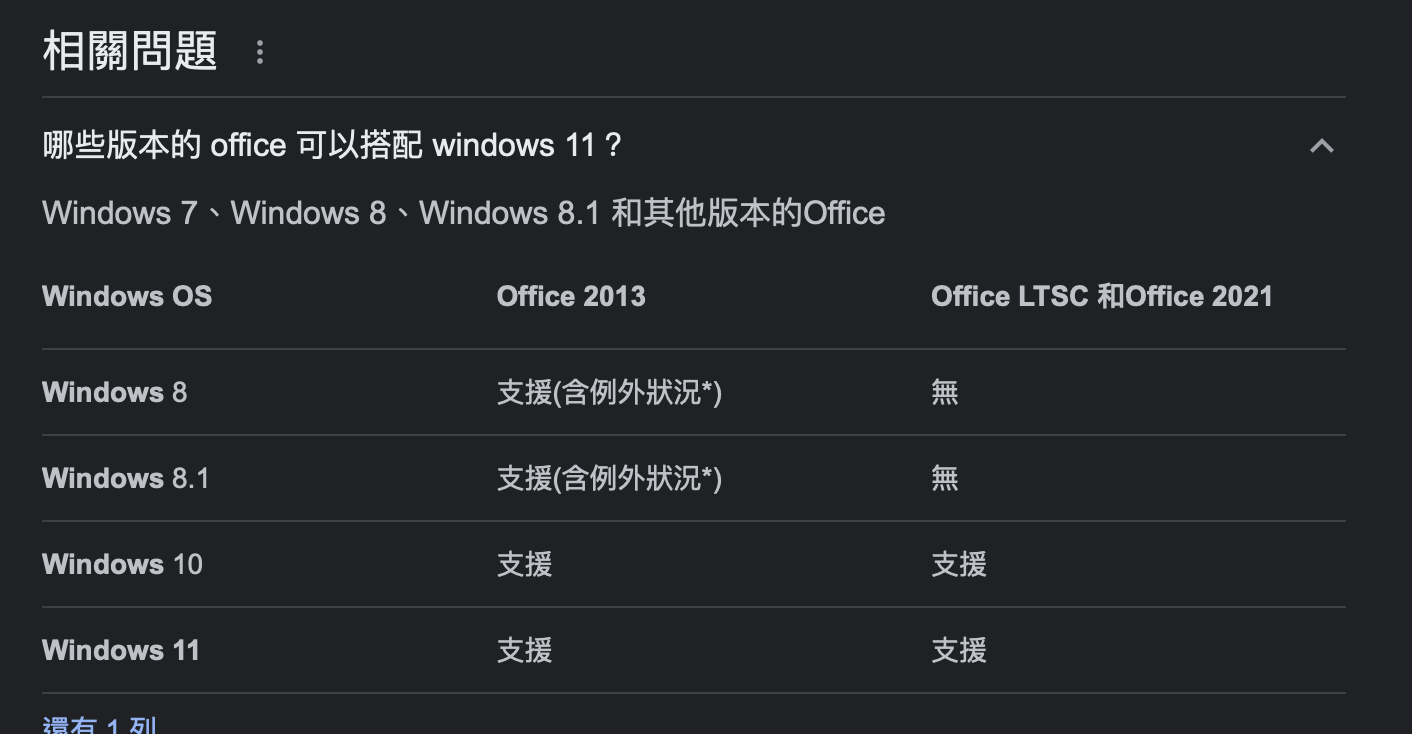 相關問題
哪些版本的 office 可以搭配 windows 11？
Windows 7、Windows 8、Windows 8.1 和其他版本的Office
Windows OS Office 2013 Office LTSC 和Office 2021
Windows 8 支援(含例外狀況*) 無
Windows 8.1 支援(含例外狀況*) 無
Windows 10 支援 支援
Windows 11 支援 支援
還有 1 列